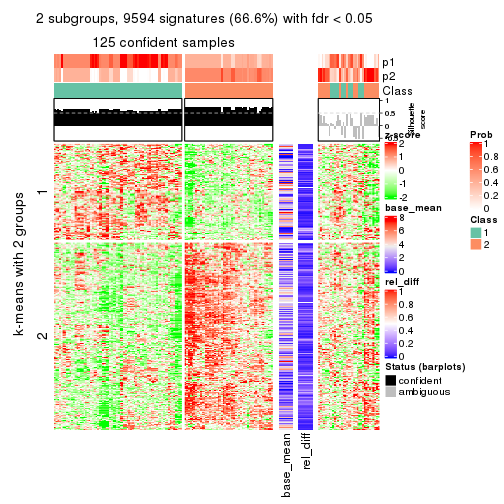 2 subgroups, 9594 signatures (66.6%) with fdr < 0.05
125 confident samples
p1
p2
Class
1
0.5
0
-0.5
Silhouette
score
z-score
2
1
0
-1
-2
base_mean
8
6
4
2
0
rel_diff
1
0.8
0.6
0.4
0.2
0
Status (barplots)
confident
ambiguous
Prob
1
0.8
0.6
0.4
0.2
0
Class
1
2
k-means with 2 groups
1
2
base_mean
rel_diff